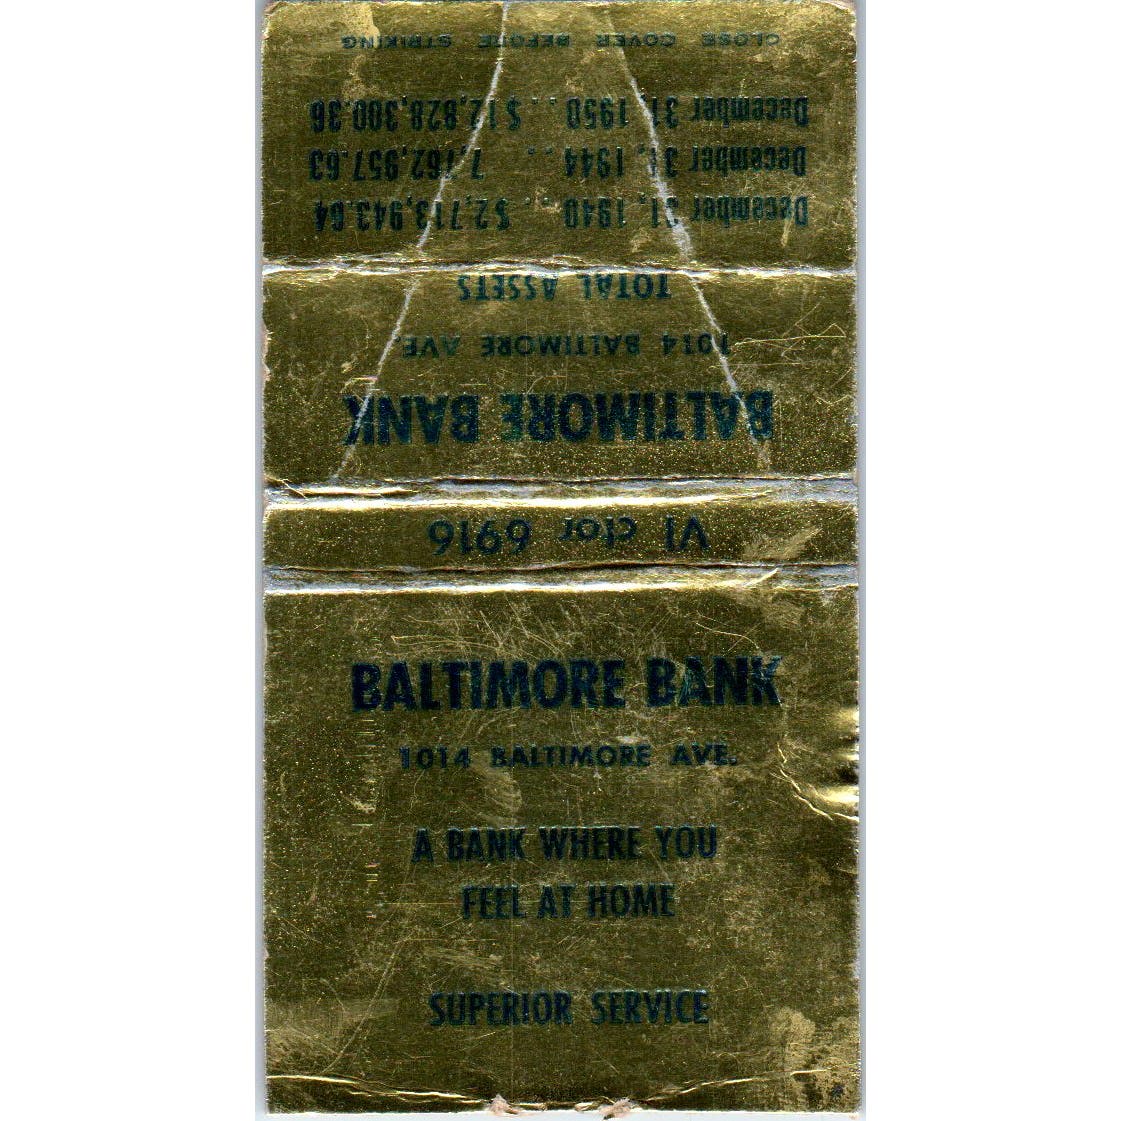 BALTIMORE BANK
1014 BALTIMORE AVE.
A BANK WHERE YOU
FEEL AT HOME
SUPERIOR SERVICE
VI ctor 6916
BALTIMORE BANK
1014 BALTIMORE AVE.
TOTAL ASSETS
December 31, 1940 . . $2,713,943.64
December 31, 1944 . . 7,762,957.63
December 31, 1950 . . $12,828,300.36
CLOSE COVER BEFORE STRIKING